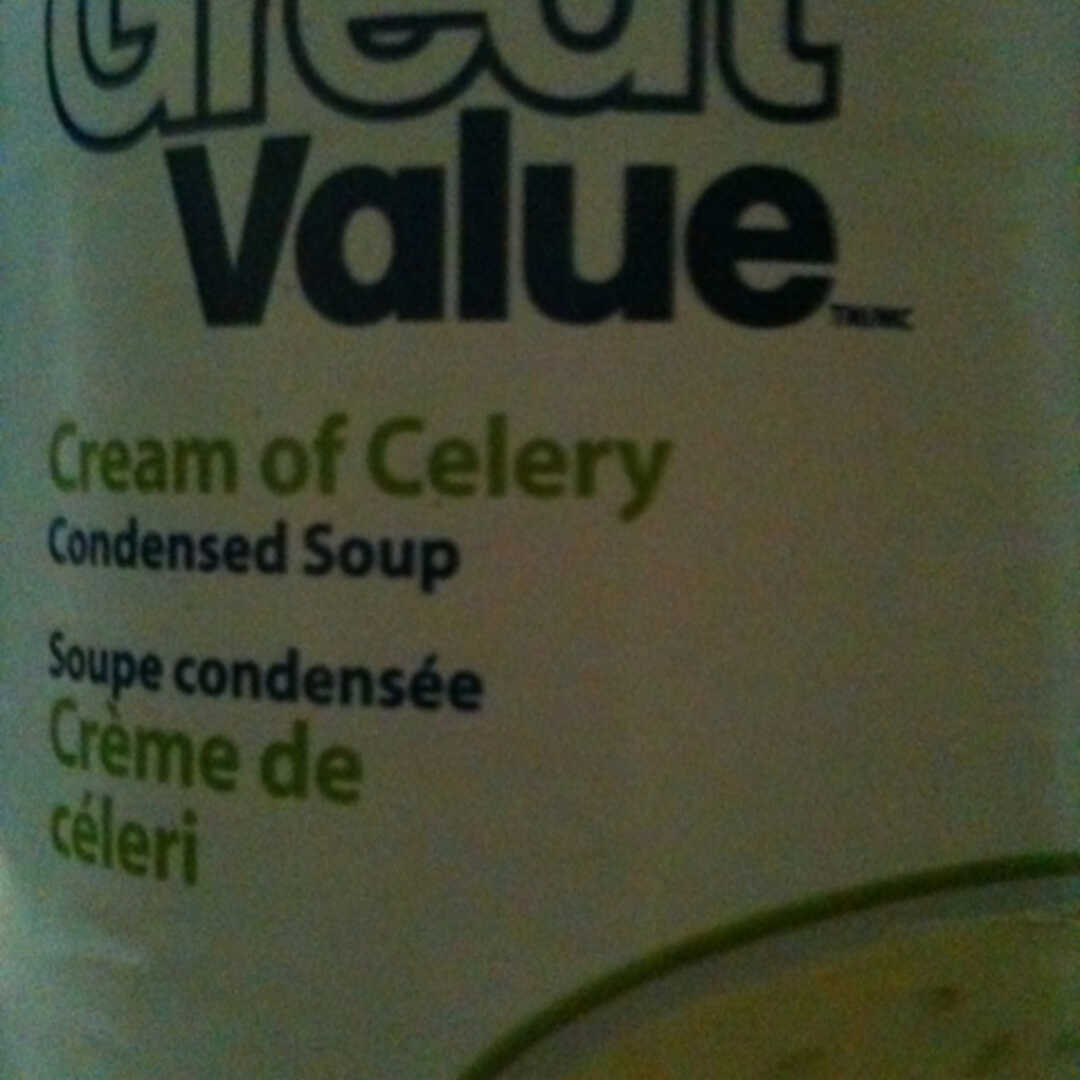 Great
Value
Cream of Celery
Condensed Soup
Soupe condensée
Crème de
céleri